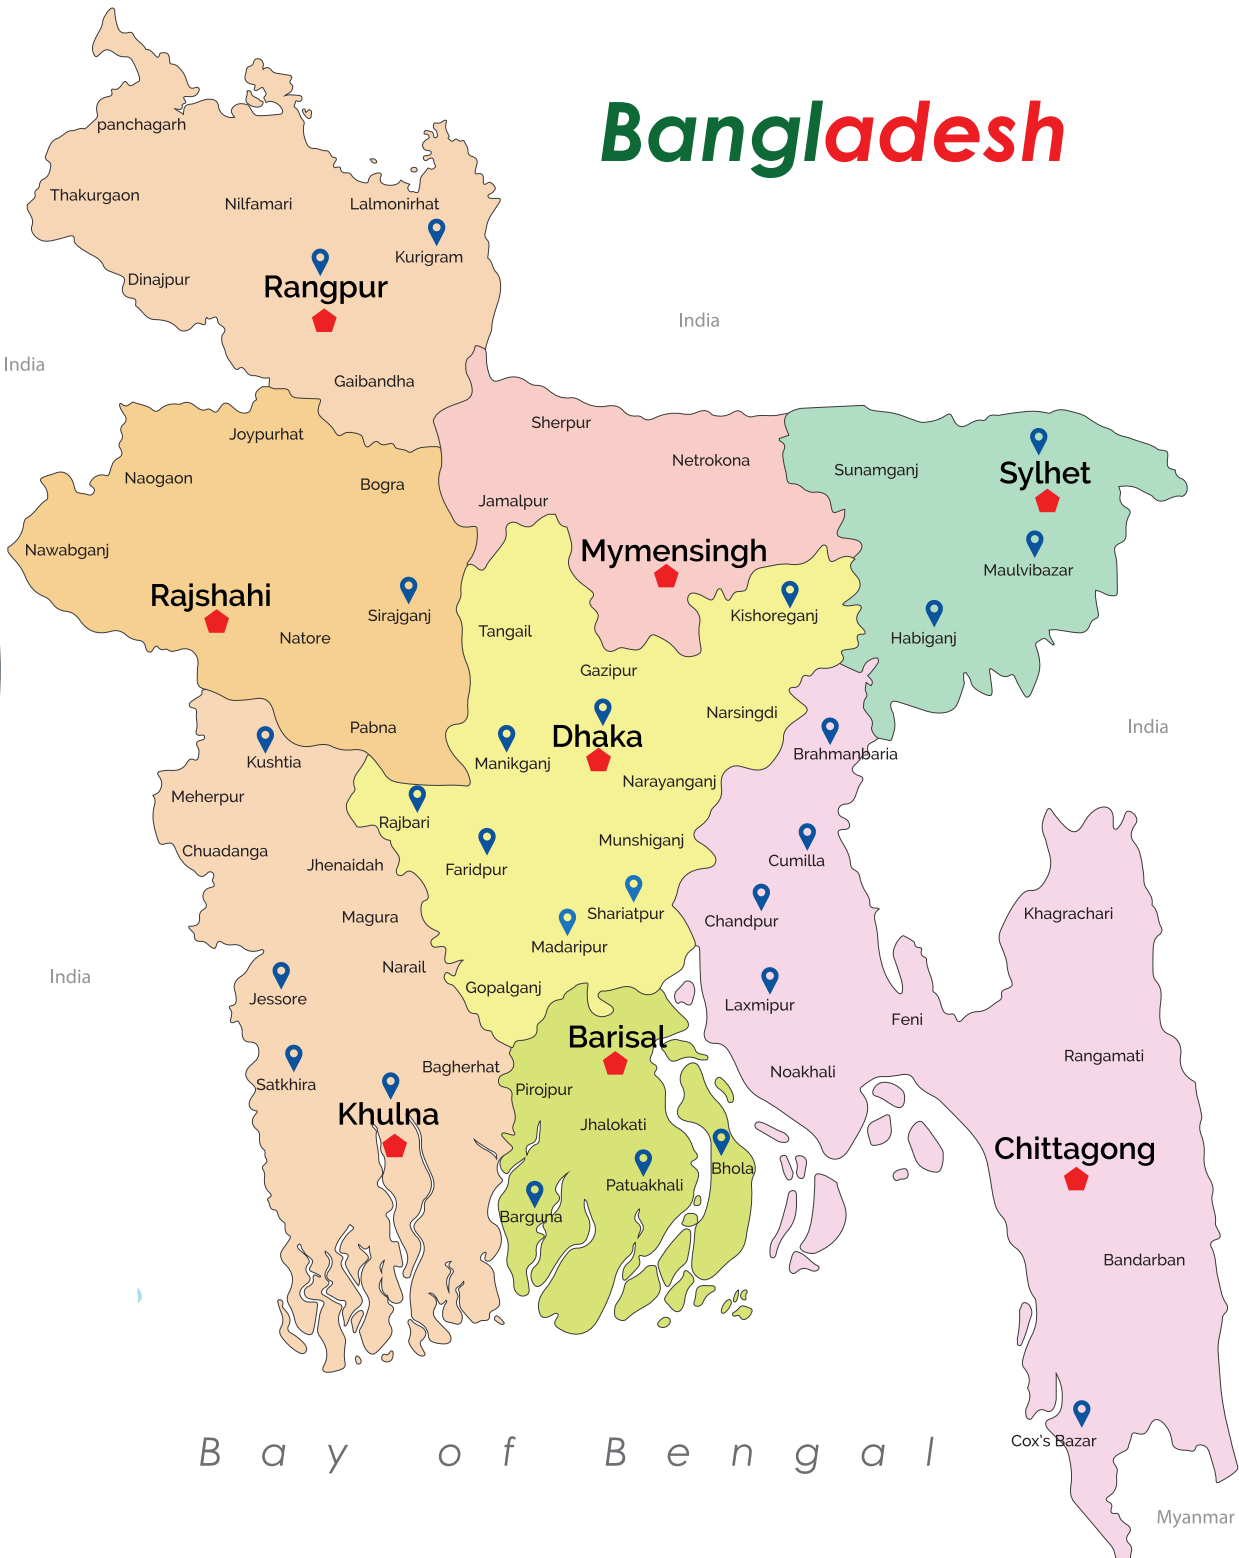 Bangladesh
panchagarh
Thakurgaon
Nilfamari
Lalmonirhat
Kurigram
Dinajpur
Rangpur
India
India
Gaibandha
Sherpur
Joypurhat
Netrokona
Sunamganj
Sylhet
Naogaon
Bogra
Jamalpur
Nawabganj
Mymensingh
Maulvibazar
Rajshahi
Sirajganj
Kishoreganj
Natore
Tangail
Habiganj
Gazipur
Narsingdi
Pabna
India
Dhaka
Brahmanbaria
Kushtia
Manikganj
Narayanganj
Meherpur
Rajbari
Munshiganj
Chuadanga
Jhenaidah
Faridpur
Cumilla
Magura
Shariatpur
Chandpur
Khagrachari
Madaripur
Narail
India
Gopalganj
Jessore
Laxmipur
Feni
Barisal
Rangamati
Bagherhat
Noakhali
Satkhira
Pirojpur
Khulna
Jhalokati
Chittagong
Bhola
Patuakhali
Barguna
Bandarban
Cox's Bazar
Bay of Bengal
Myanmar